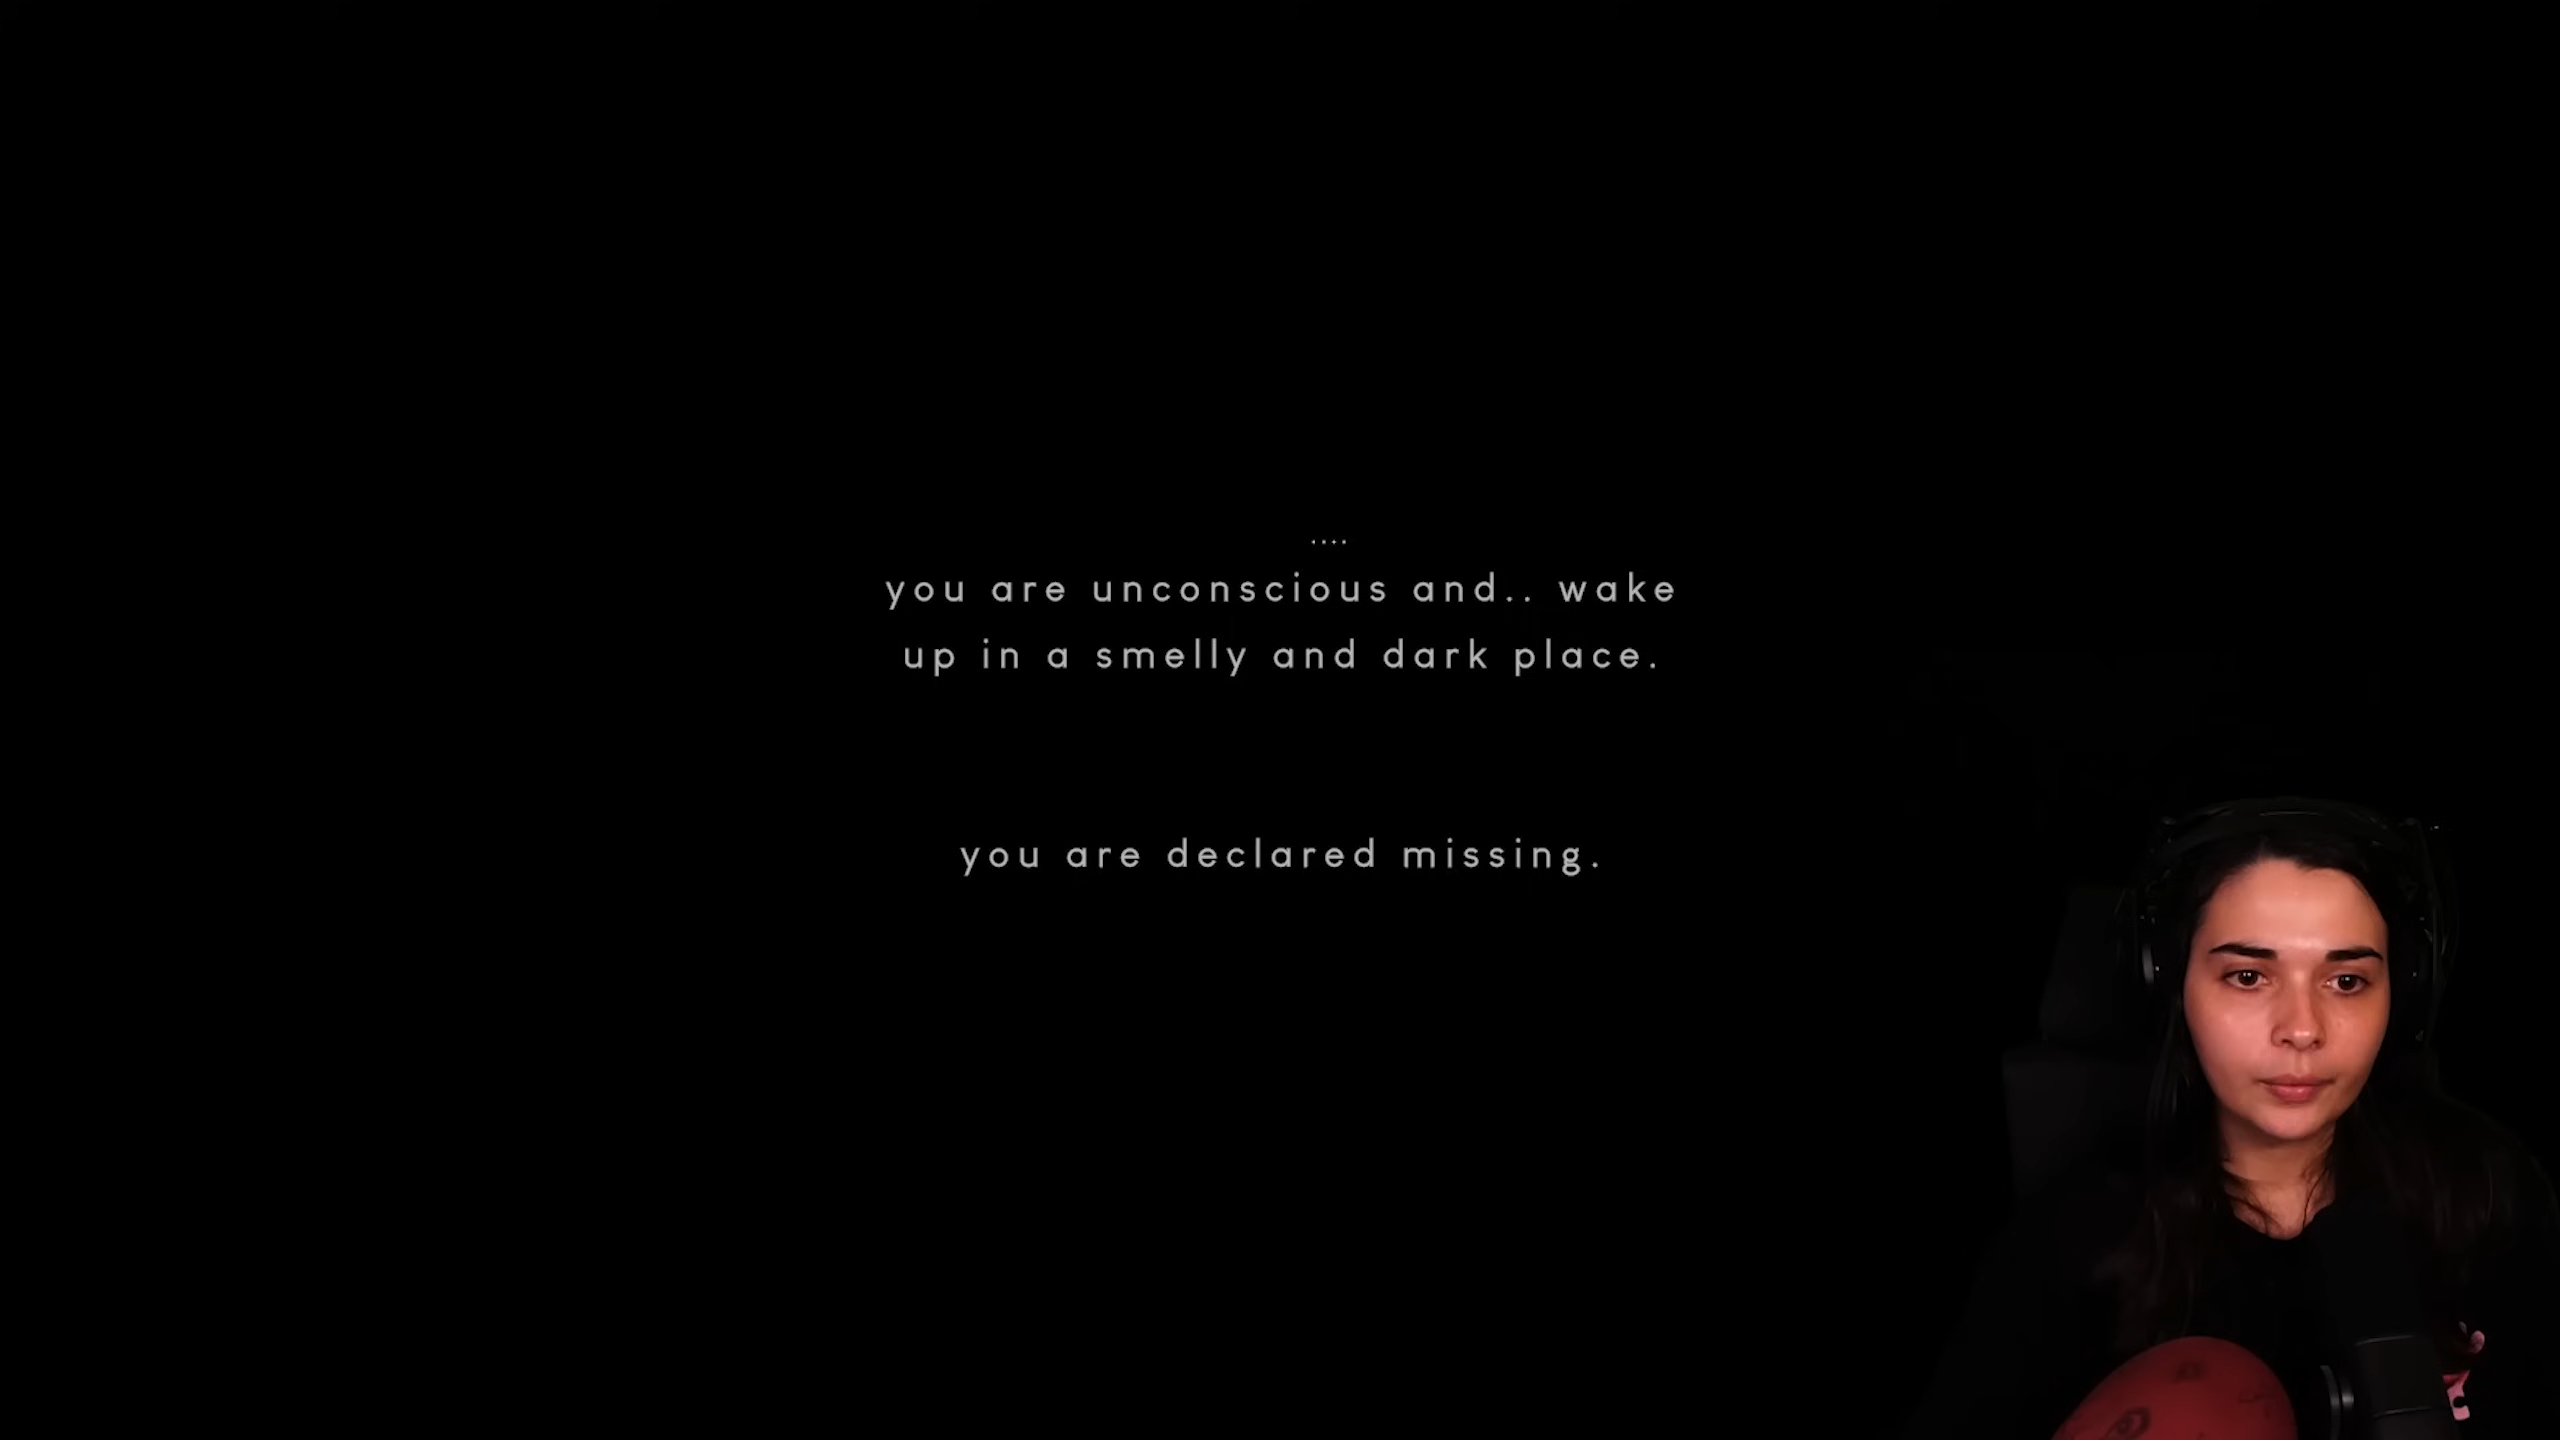 ....
you are unconscious and.. wake
up in a smelly and dark place.
you are declared missing.